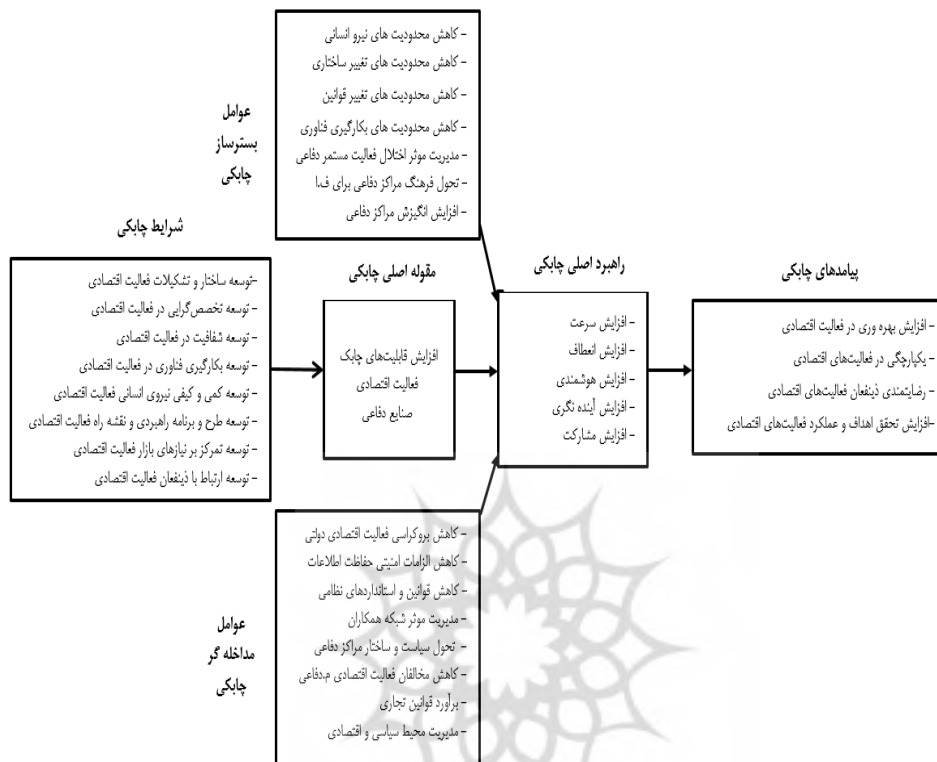 - کاهش محدودیت های نیرو انسانی
- کاهش محدودیت های تغییر ساختاری
- کاهش محدودیت های تغییر قوانین
- کاهش محدودیت های بکارگیری فناوری
- مدیریت موثر اختلال فعالیت مستمر دفاعی
- تحول فرهنگ مراکز دفاعی برای ف.ا
- افزایش انگیزش مراکز دفاعی
عوامل
بسترساز
چابکی
شرایط چابکی
-توسعه ساختار و تشکیلات فعالیت اقتصادی
- توسعه تخصص‌گرایی در فعالیت اقتصادی
- توسعه شفافیت در فعالیت اقتصادی
- توسعه بکارگیری فناوری در فعالیت اقتصادی
- توسعه کمی و کیفی نیروی انسانی فعالیت اقتصادی
- توسعه طرح و برنامه راهبردی و نقشه راه فعالیت اقتصادی
- توسعه تمرکز بر نیازهای بازار فعالیت اقتصادی
- توسعه ارتباط با ذینفعان فعالیت اقتصادی
مقوله اصلی چابکی
افزایش قابلیت‌های چابک
فعالیت اقتصادی
صنایع دفاعی
راهبرد اصلی چابکی
- افزایش سرعت
- افزایش انعطاف
- افزایش هوشمندی
- افزایش آینده نگری
- افزایش مشارکت
پیامدهای چابکی
- افزایش بهره وری در فعالیت اقتصادی
- یکپارچگی در فعالیت‌های اقتصادی
- رضایتمندی ذینفعان فعالیت‌های اقتصادی
-افزایش تحقق اهداف و عملکرد فعالیت‌های اقتصادی
عوامل
مداخله گر
چابکی
- کاهش بروکراسی فعالیت اقتصادی دولتی
- کاهش الزامات امنیتی حفاظت اطلاعات
- کاهش قوانین و استانداردهای نظامی
- مدیریت موثر شبکه همکاران
- تحول سیاست و ساختار مراکز دفاعی
- کاهش مخالفان فعالیت اقتصادی م.دفاعی
- برآورد قوانین تجاری
- مدیریت محیط سیاسی و اقتصادی